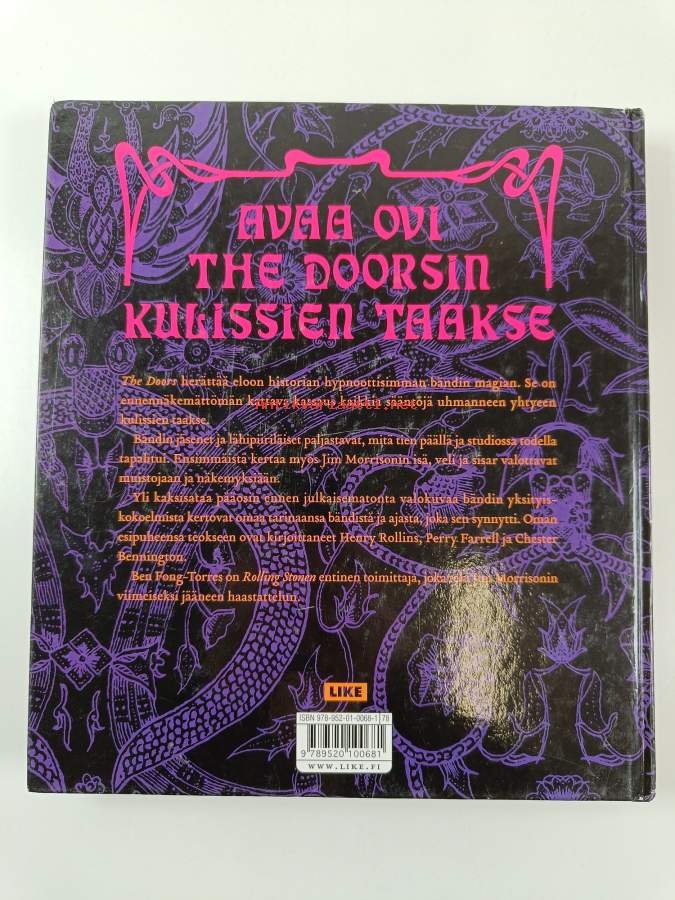 AVAA OVI
THE DOORSIN
KULISSIEN TAAKSE
The Doors herättää eloon historian hypnoottisimman bändin magian. Se on
ennennäkemättömän kattava katsaus kaikkia sääntöjä uhmanneen yhtyeen
kulissien taakse.
Bändin jäsenet ja lähipiiriläiset paljastavat, mitä tien päällä ja studiossa todella
tapahtui. Ensimmäistä kertaa myös Jim Morrisonin isä, veli ja sisar valottavat
muistojaan ja näkemyksiään.
Yli kaksisataa pääosin ennen julkaisematonta valokuvaa bändin yksityis-
kokoelmista kertovat omaa tarinaansa bändistä ja ajasta, joka sen synnytti. Oman
esipuheensa teokseen ovat kirjoittaneet Henry Rollins, Perry Farrell ja Chester
Bennington.
Ben Fong-Torres on Rolling Stonen entinen toimittaja, joka teki Jim Morrisonin
viimeiseksi jääneen haastattelun.
LIKE
ISBN 978-952-01-0068-1 78
9 789520 100681
WWW.LIKE.FI